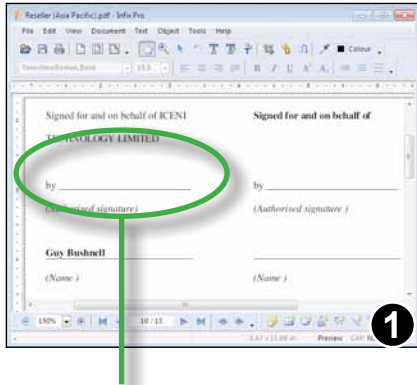 Reseller (Asia Pacific).pdf - Infix Pro
File Edit View Document Text Object Tools Help
Colour
Signed for and on behalf of ICENI Signed for and on behalf of
TECHNOLOGY LIMITED
by by
(Authorised signature) (Authorised signature )
Guy Bushnell
(Name ) (Name )
150% 10 / 13
Preview
1